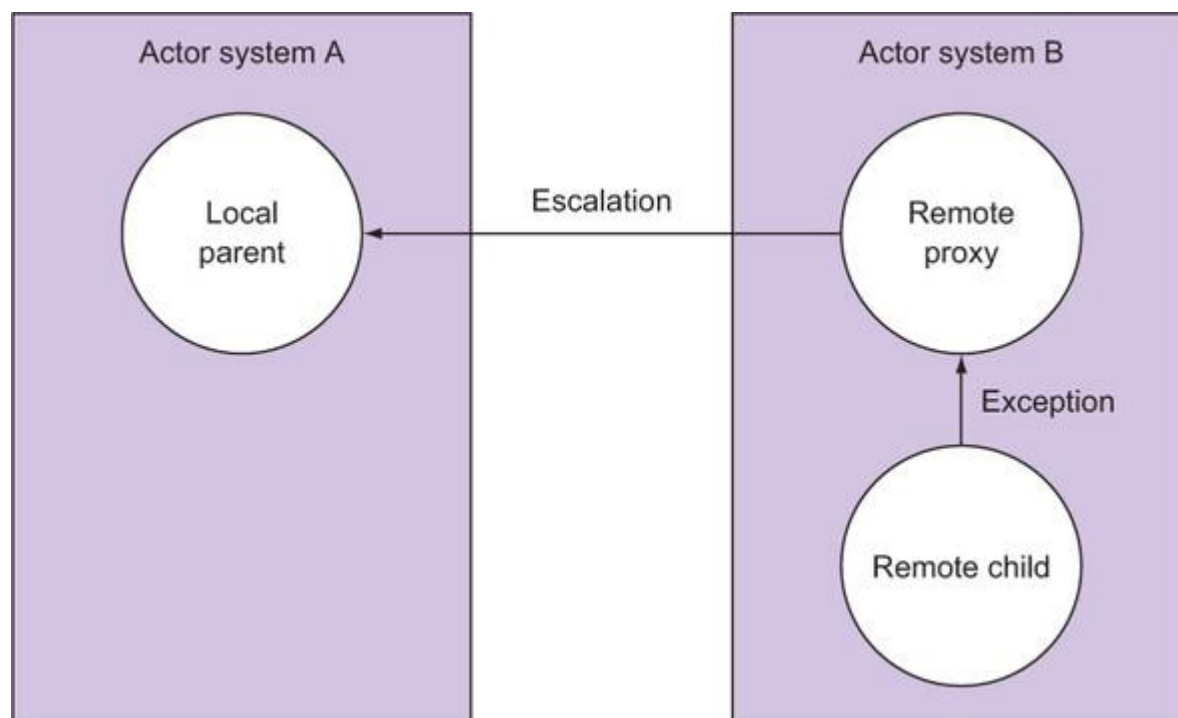 Actor system A
Actor system B
Local
parent
Escalation
Remote
proxy
Exception
Remote child